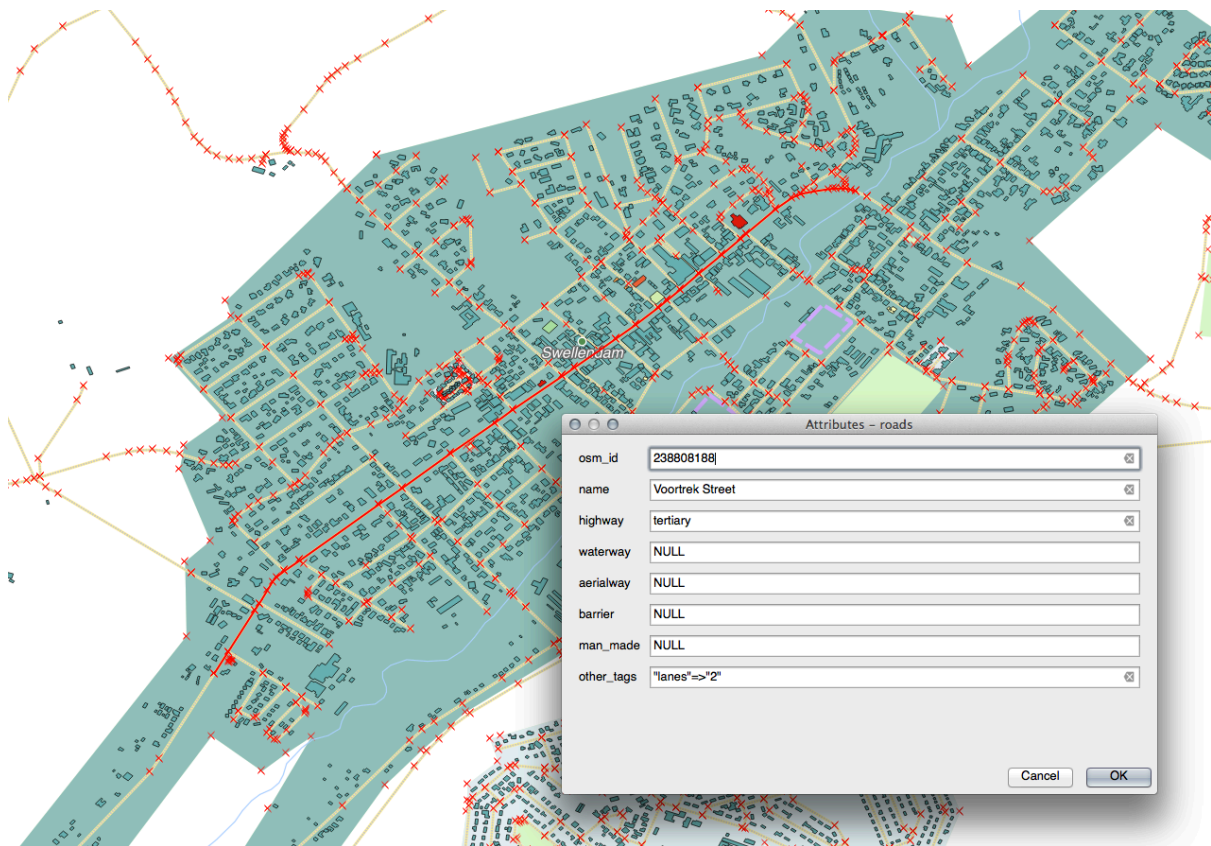 Swellendam
Attributes – roads
osm_id 238808188
name Voortrek Street
highway tertiary
waterway NULL
aerialway NULL
barrier NULL
man_made NULL
other_tags "lanes"=>"2"
Cancel OK